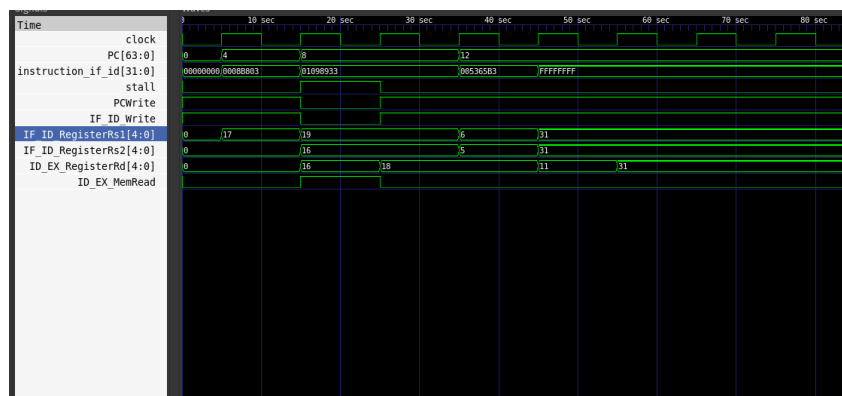 Time
10 sec 20 sec 30 sec 40 sec 50 sec 60 sec 70 sec 80 sec
clock
PC[63:0] 0 4 8 12
instruction_if_id[31:0] 00000000 0008B803 01098933 005365B3 FFFFFFFF
stall
PCWrite
IF_ID_Write
IF_ID_RegisterRs1[4:0] 0 17 19 6 31
IF_ID_RegisterRs2[4:0] 0 16 5 31
ID_EX_RegisterRd[4:0] 0 16 18 11 31
ID_EX_MemRead